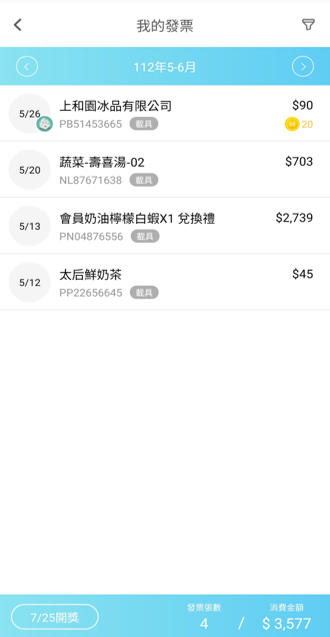 我的發票
112年5-6月
5/26
上和園冰品有限公司
$90
PB51453665 載具
20
5/20
蔬菜-壽喜湯-02
$703
NL87671638 載具
5/13
會員奶油檸檬白蝦X1 兌換禮
$2,739
PN04876556 載具
5/12
太后鮮奶茶
$45
PP22656645 載具
7/25開獎
發票張數
4
/
消費金額
$ 3,577